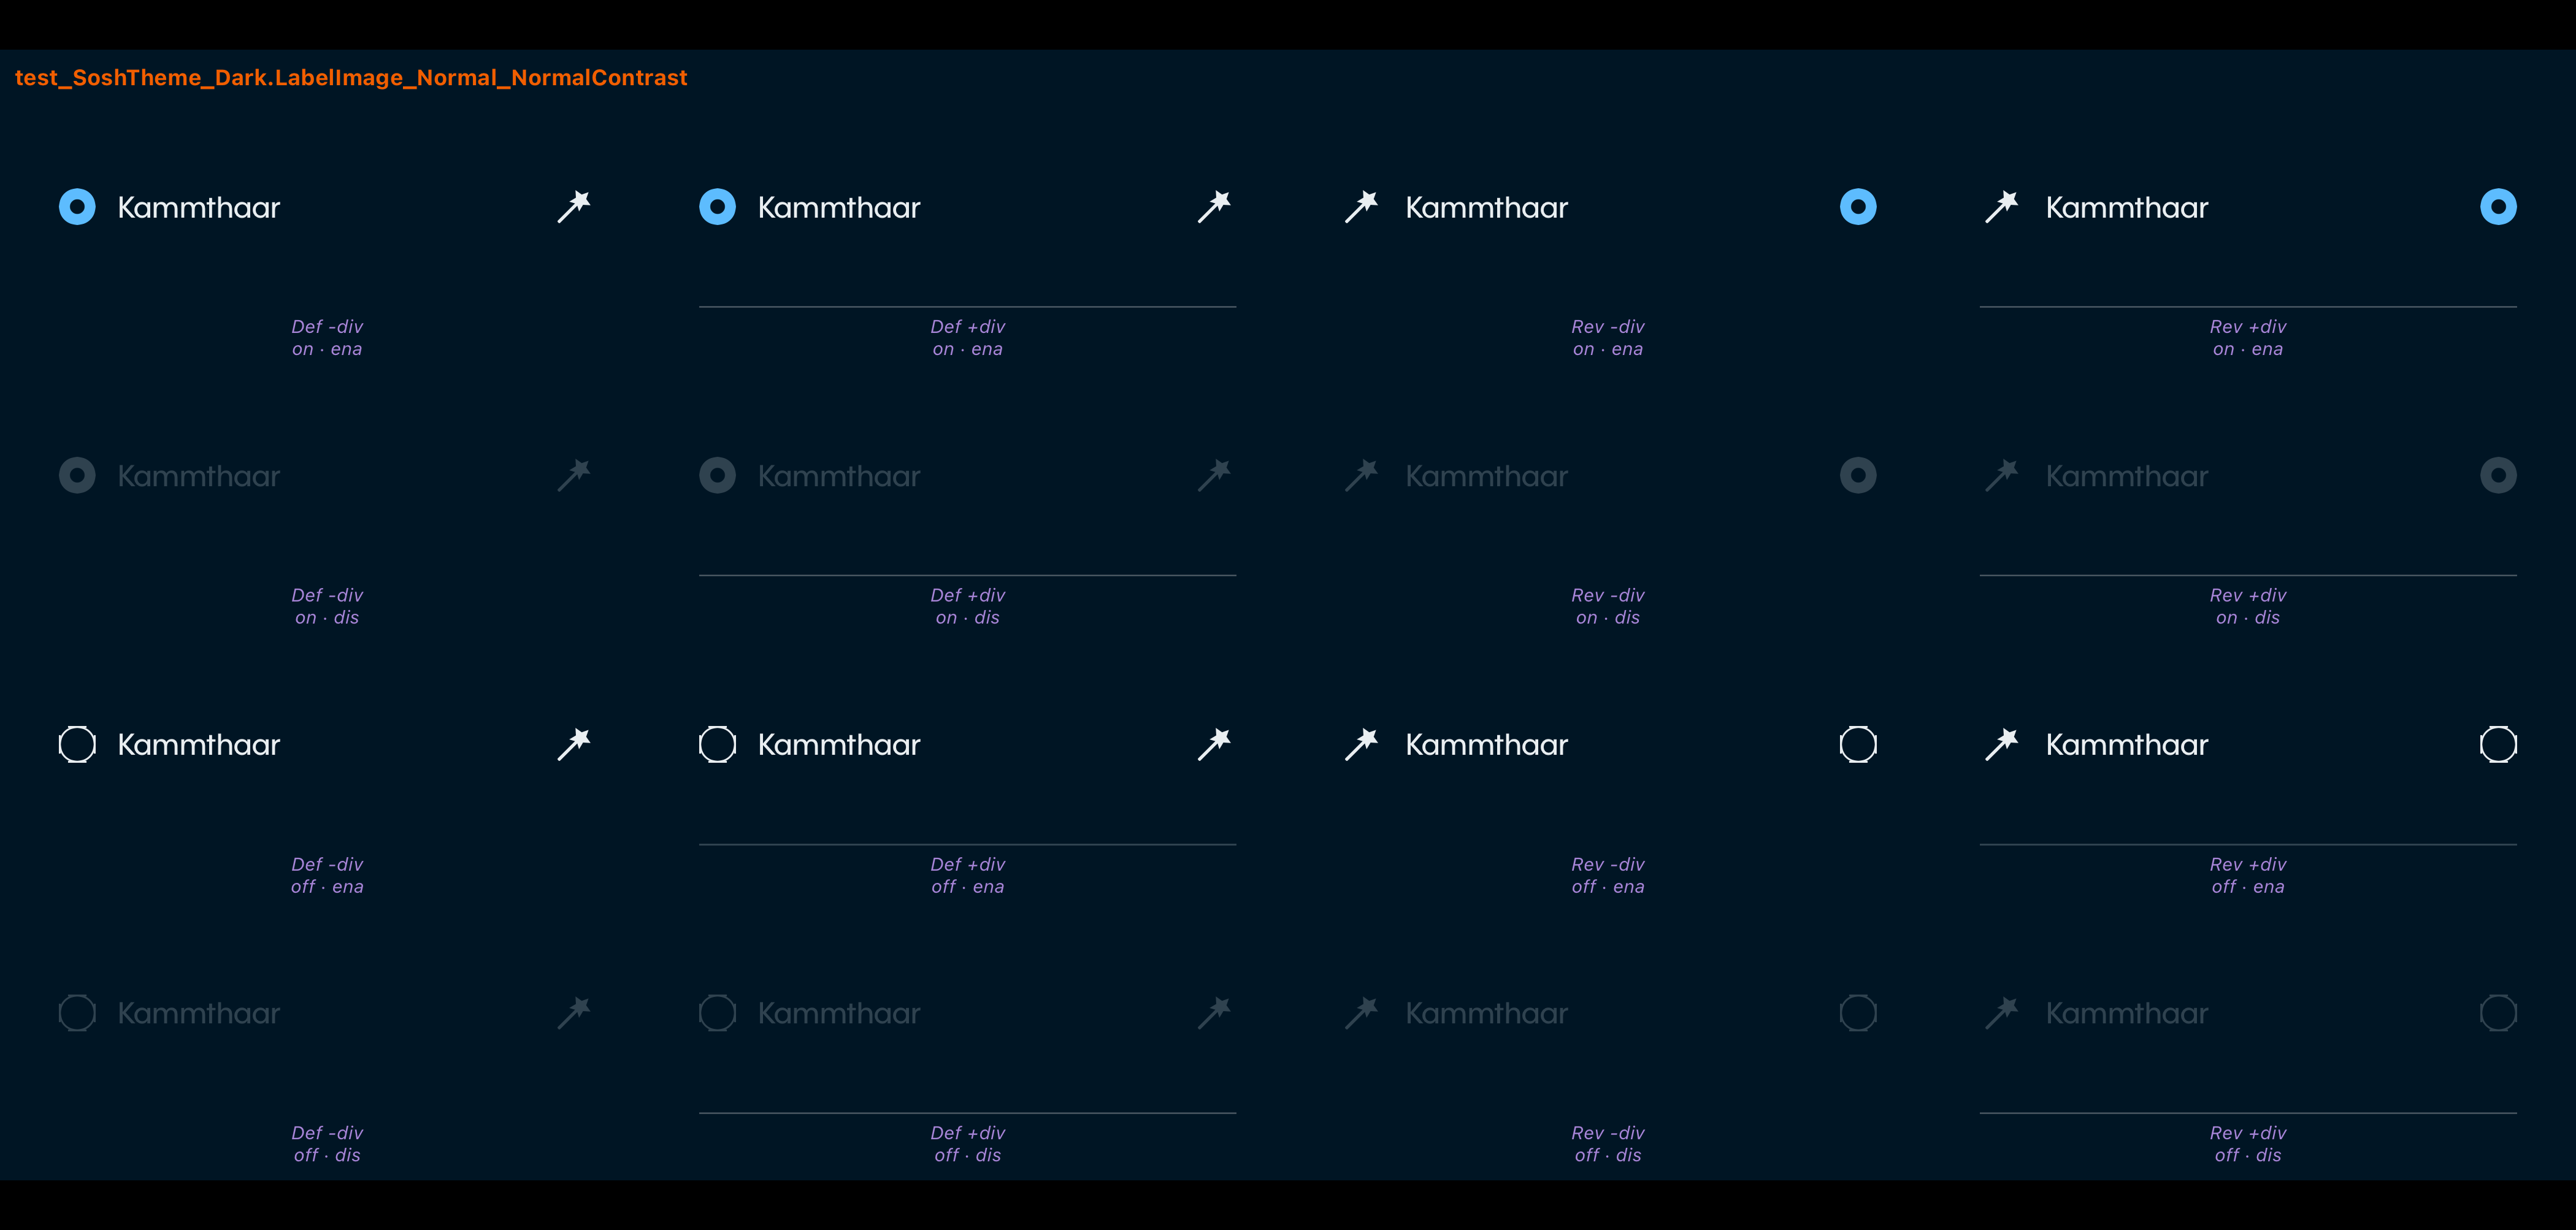 test_SoshTheme_Dark.LabelImage_Normal_NormalContrast
Kammthaar
Kammthaar
Kammthaar
Kammthaar
Def -div
on · ena
Def +div
on · ena
Rev -div
on · ena
Rev +div
on · ena
Kammthaar
Kammthaar
Kammthaar
Kammthaar
Def -div
on · dis
Def +div
on · dis
Rev -div
on · dis
Rev +div
on · dis
Kammthaar
Kammthaar
Kammthaar
Kammthaar
Def -div
off · ena
Def +div
off · ena
Rev -div
off · ena
Rev +div
off · ena
Kammthaar
Kammthaar
Kammthaar
Kammthaar
Def -div
off · dis
Def +div
off · dis
Rev -div
off · dis
Rev +div
off · dis